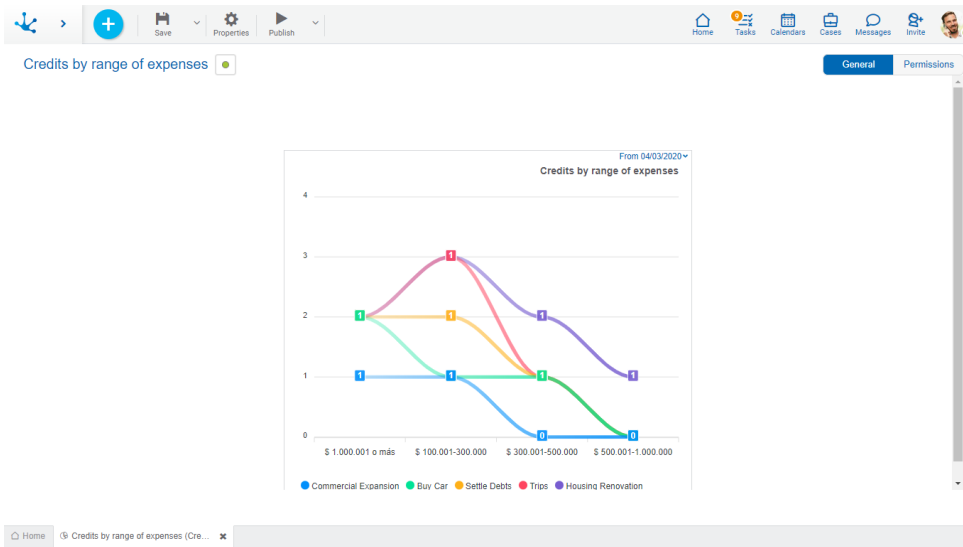 Save
Properties
Publish
Home
9
Tasks
Calendars
Cases
Messages
Invite
Credits by range of expenses
General
Permissions
From 04/03/2020
Credits by range of expenses
4
3
2
1
0
1
1
1
1
1
1
1
1
1
1
0
0
$ 1.000.001 o más
$ 100.001-300.000
$ 300.001-500.000
$ 500.001-1.000.000
Commercial Expansion
Buy Car
Settle Debts
Trips
Housing Renovation
Home
Credits by range of expenses (Cre...